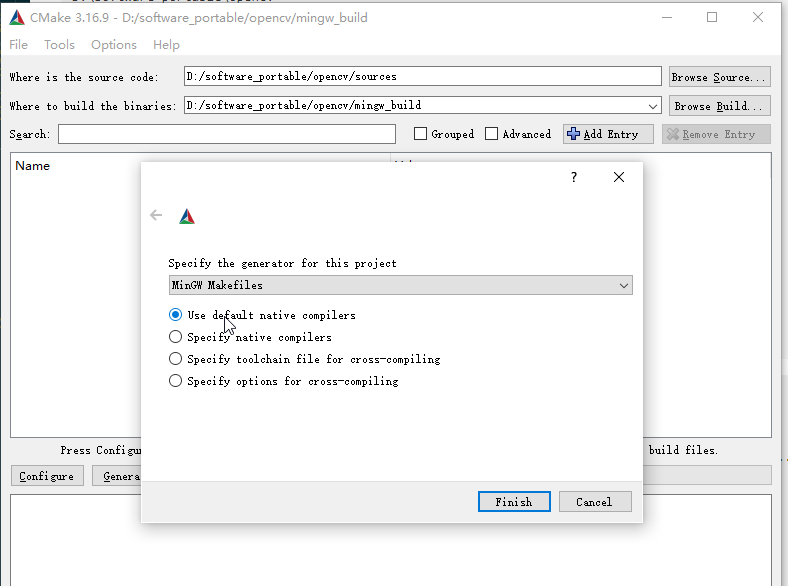 CMake 3.16.9 - D:/software_portable/opencv/mingw_build
File Tools Options Help
Where is the source code: D:/software_portable/opencv/sources Browse Source...
Where to build the binaries: D:/software_portable/opencv/mingw_build Browse Build...
Search: Grouped Advanced Add Entry Remove Entry
Name
?
Specify the generator for this project
MinGW Makefiles
Use default native compilers
Specify native compilers
Specify toolchain file for cross-compiling
Specify options for cross-compiling
Press Configu build files.
Configure Genera
Finish Cancel